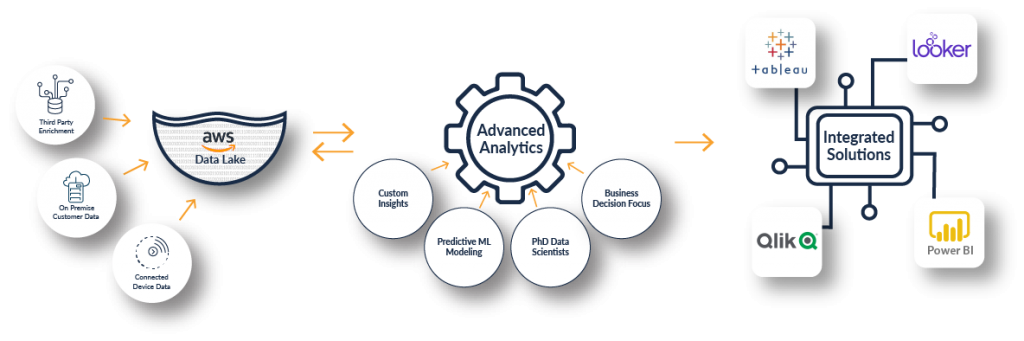 Third Party
Enrichment
On Premise
Customer Data
Connected
Device Data
aws
Data Lake
Advanced
Analytics
Custom
Insights
Predictive ML
Modeling
PhD Data
Scientists
Business
Decision Focus
+ableau
looker
Integrated
Solutions
Qlik
Power BI